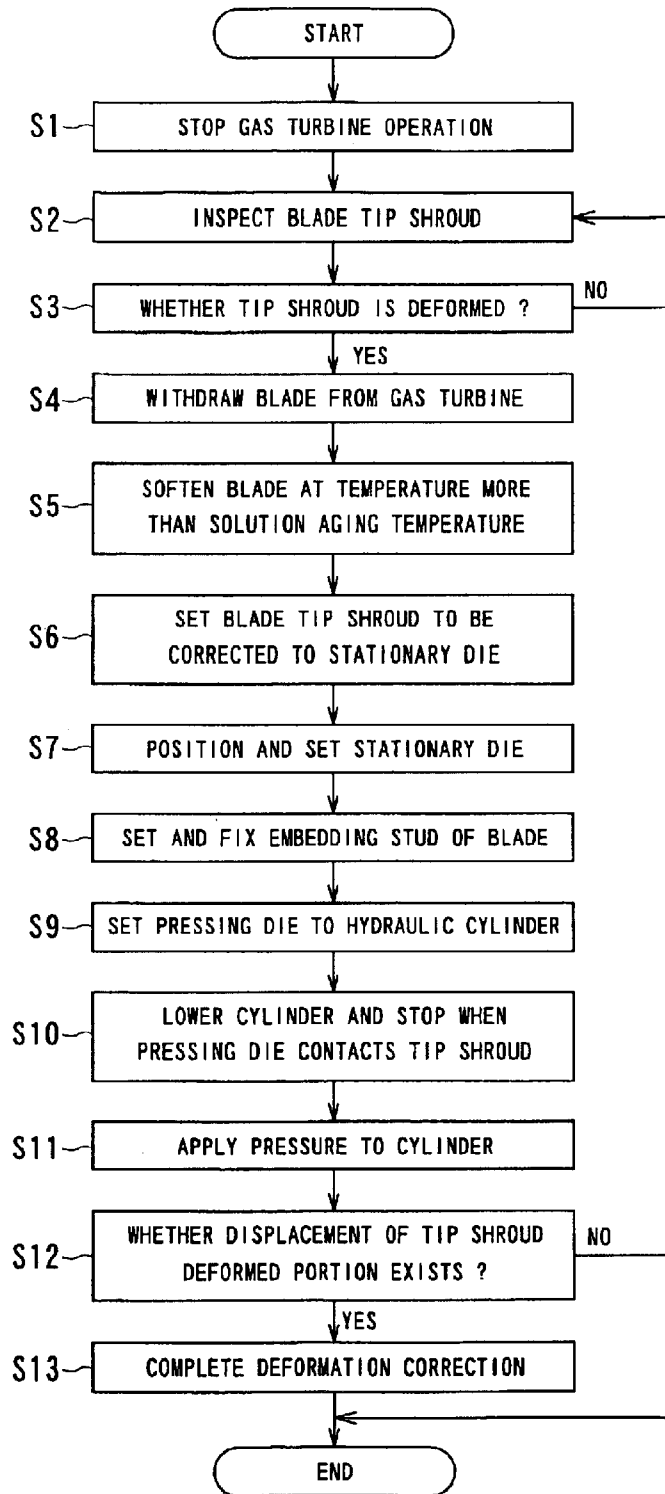 START
S1 STOP GAS TURBINE OPERATION
S2 INSPECT BLADE TIP SHROUD
S3 WHETHER TIP SHROUD IS DEFORMED ? NO
YES
S4 WITHDRAW BLADE FROM GAS TURBINE
S5 SOFTEN BLADE AT TEMPERATURE MORE
THAN SOLUTION AGING TEMPERATURE
S6 SET BLADE TIP SHROUD TO BE
CORRECTED TO STATIONARY DIE
S7 POSITION AND SET STATIONARY DIE
S8 SET AND FIX EMBEDDING STUD OF BLADE
S9 SET PRESSING DIE TO HYDRAULIC CYLINDER
S10 LOWER CYLINDER AND STOP WHEN
PRESSING DIE CONTACTS TIP SHROUD
S11 APPLY PRESSURE TO CYLINDER
S12 WHETHER DISPLACEMENT OF TIP SHROUD
DEFORMED PORTION EXISTS ? NO
YES
S13 COMPLETE DEFORMATION CORRECTION
END